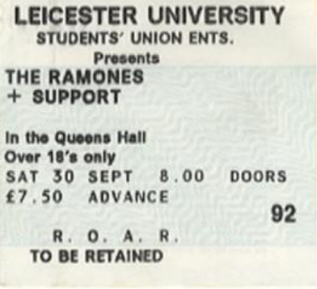 LEICESTER UNIVERSITY
STUDENTS' UNION ENTS.
Presents
THE RAMONES
+ SUPPORT
In the Queens Hall
Over 18's only
SAT 30 SEPT 8.00 DOORS
£7.50 ADVANCE
92
R. O. A. R.
TO BE RETAINED